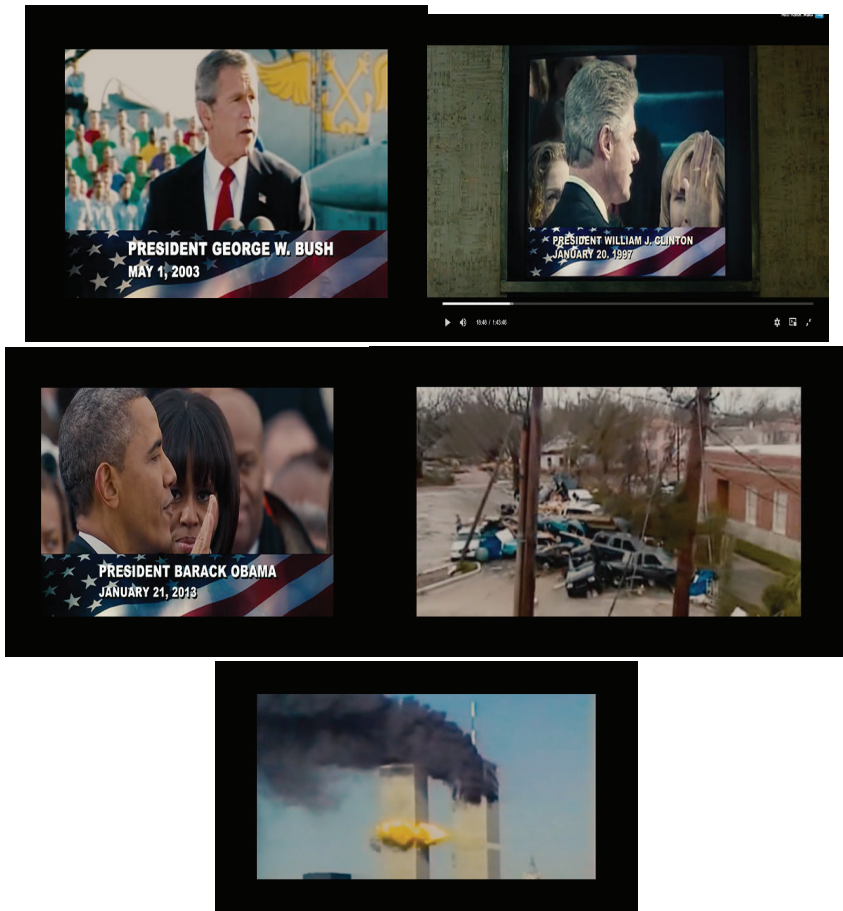 PRESIDENT GEORGE W. BUSH
MAY 1, 2003
PRESIDENT WILLIAM J. CLINTON
JANUARY 20. 1997
18:48 / 1:43:46
PRESIDENT BARACK OBAMA
JANUARY 21, 2013